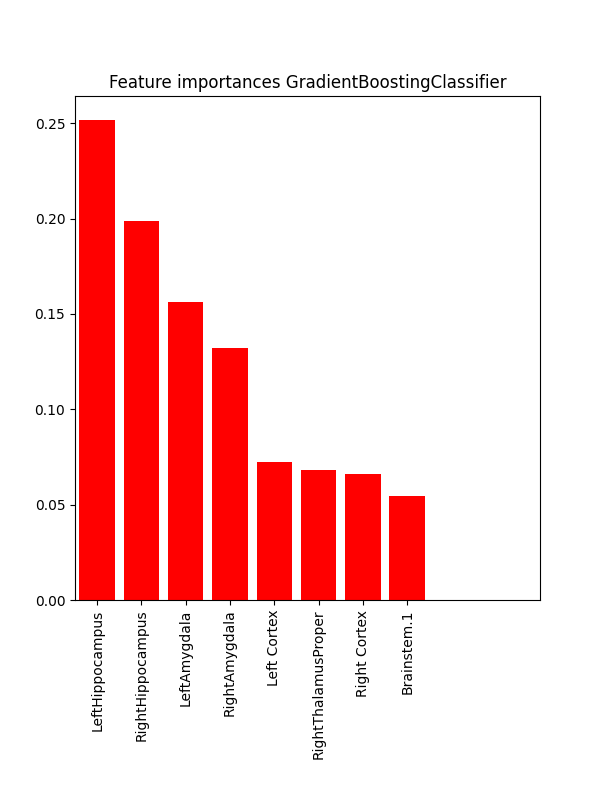 Feature importances GradientBoostingClassifier
0.25
0.20
0.15
0.10
0.05
0.00
LeftHippocampus
RightHippocampus
LeftAmygdala
RightAmygdala
Left Cortex
RightThalamusProper
Right Cortex
Brainstem.1